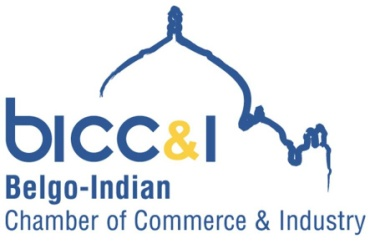 bicc&i
Belgo-Indian
Chamber of Commerce & Industry